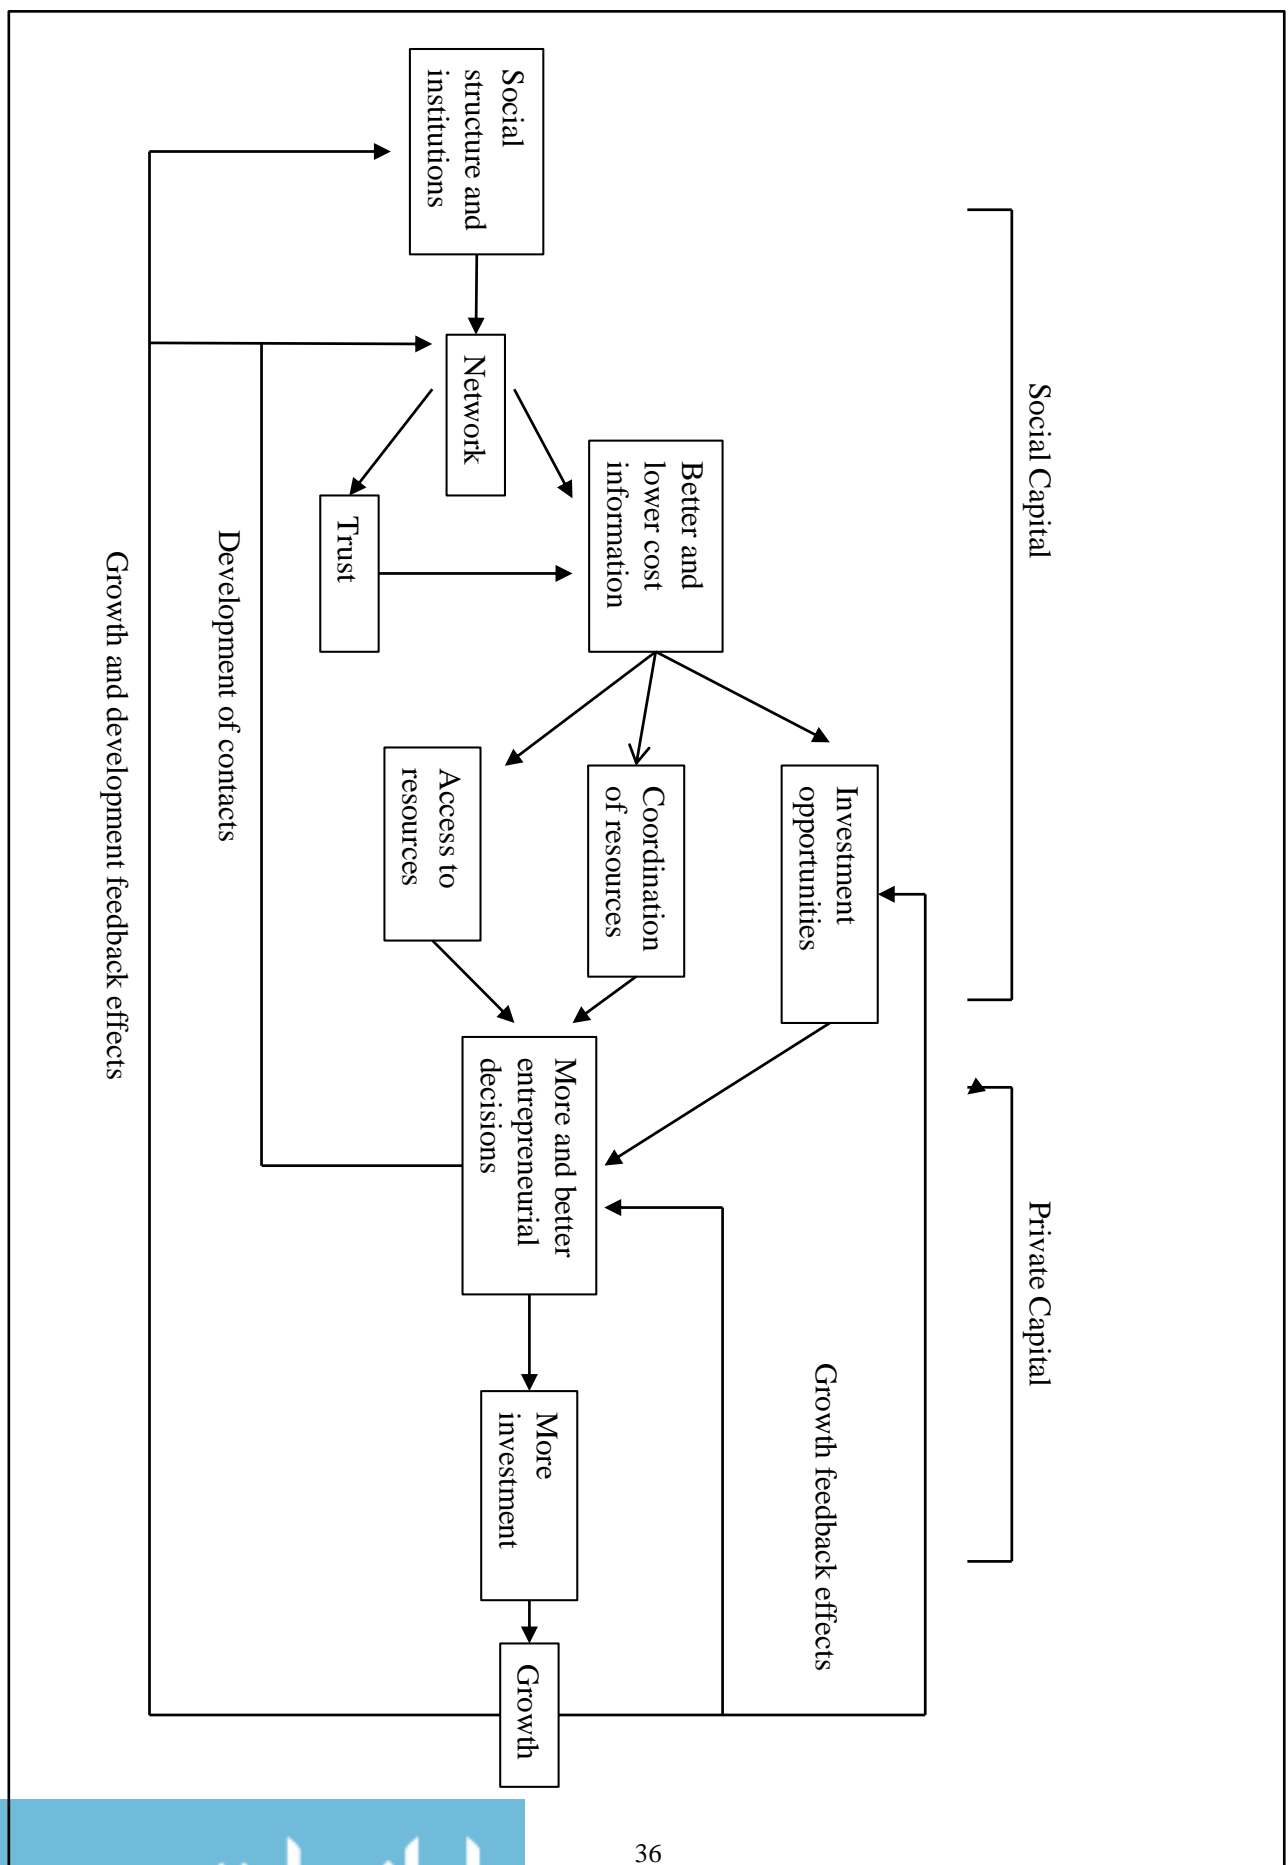 Social Capital
Private Capital
Investment
opportunities
Growth feedback effects
Better and
lower cost
information
Coordination
of resources
Social
structure and
institutions
Network
Access to
resources
More and better
entrepreneurial
decisions
More
investment
Growth
Trust
Development of contacts
Growth and development feedback effects
36